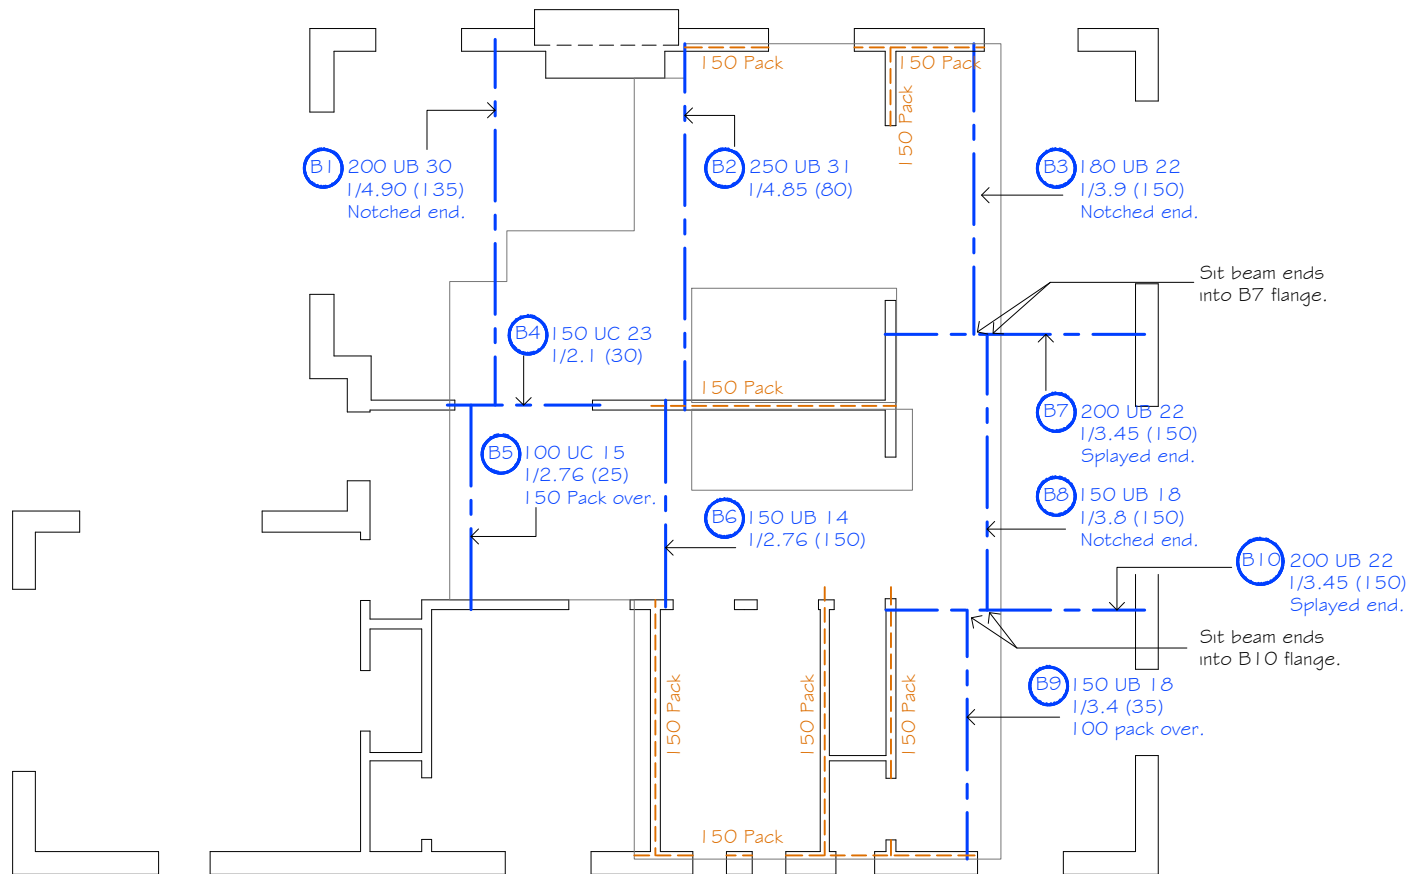 150 Pack
150 Pack
150 Pack
B1 200 UB 30
1/4.90 (135)
Notched end.
B2 250 UB 31
1/4.85 (80)
B3 180 UB 22
1/3.9 (150)
Notched end.
Sit beam ends
into B7 flange.
B4 150 UC 23
1/2.1 (30)
150 Pack
B7 200 UB 22
1/3.45 (150)
Splayed end.
B5 100 UC 15
1/2.76 (25)
150 Pack over.
B6 150 UB 14
1/2.76 (150)
B8 150 UB 18
1/3.8 (150)
Notched end.
B10 200 UB 22
1/3.45 (150)
Splayed end.
Sit beam ends
into B10 flange.
B9 150 UB 18
1/3.4 (35)
100 pack over.
150 Pack
150 Pack
150 Pack
150 Pack